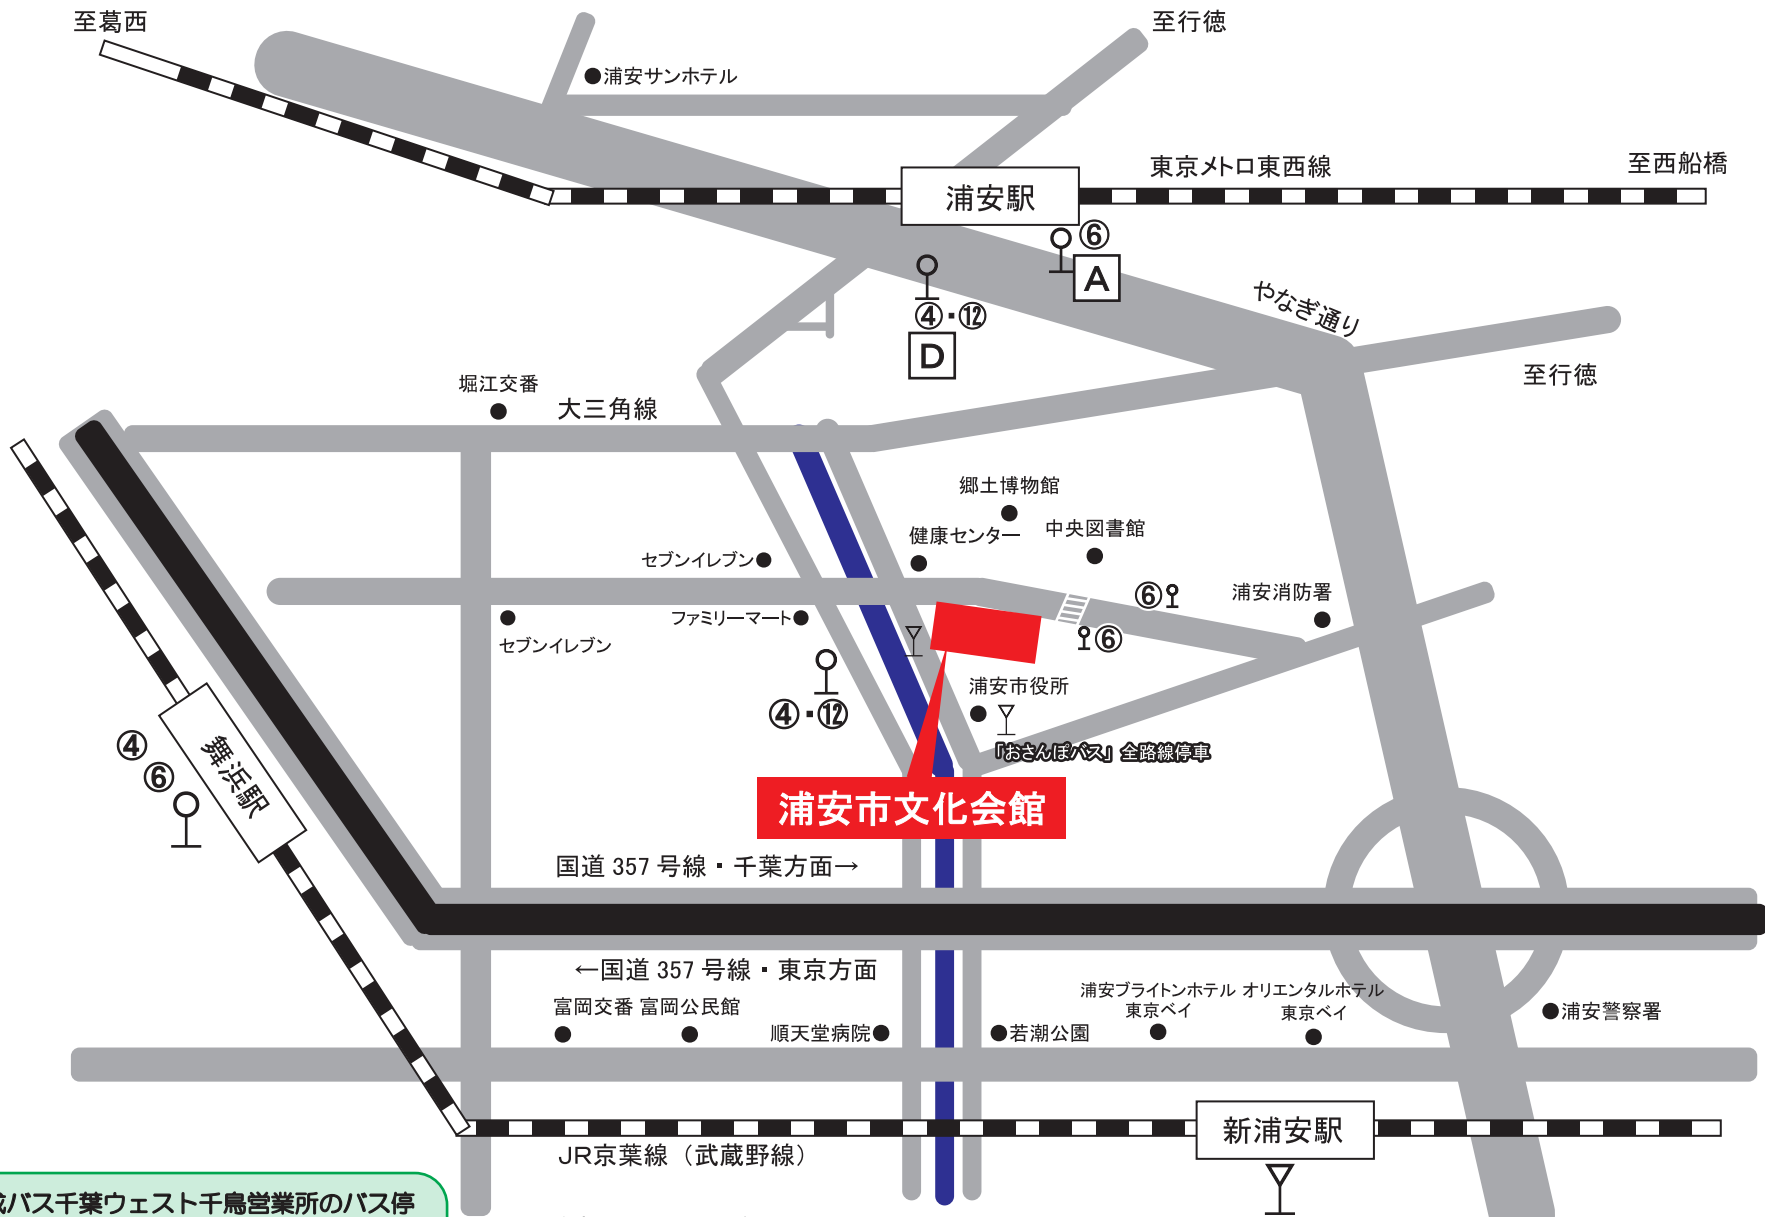 至葛西
至行徳
浦安サンホテル
東京メトロ東西線
至西船橋
浦安駅
⑥
A
④・⑫
D
やなぎ通り
至行徳
堀江交番
大三角線
郷土博物館
健康センター
中央図書館
セブンイレブン
⑥
浦安消防署
ファミリーマート
セブンイレブン
⑥
浦安市役所
④・⑫
「おさんぽバス」全路線停車
④
⑥
舞浜駅
浦安市文化会館
国道 357 号線・千葉方面→
←国道 357 号線・東京方面
富岡交番
富岡公民館
順天堂病院
若潮公園
浦安ブライトンホテル
東京ベイ
オリエンタルホテル
東京ベイ
浦安警察署
新浦安駅
JR京葉線（武蔵野線）
バス千葉ウェスト千鳥営業所のバス停